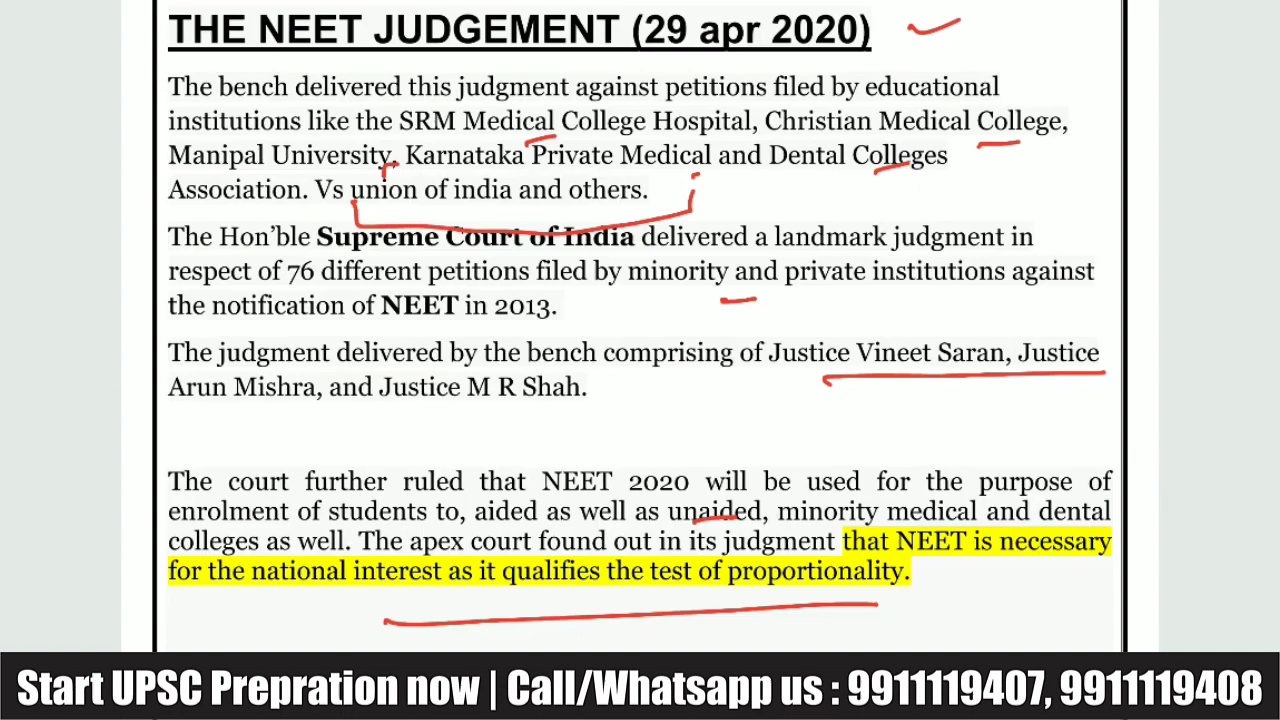 THE NEET JUDGEMENT (29 apr 2020)
The bench delivered this judgment against petitions filed by educational
institutions like the SRM Medical College Hospital, Christian Medical College,
Manipal University, Karnataka Private Medical and Dental Colleges
Association. Vs union of india and others.
The Hon'ble Supreme Court of India delivered a landmark judgment in
respect of 76 different petitions filed by minority and private institutions against
the notification of NEET in 2013.
The judgment delivered by the bench comprising of Justice Vineet Saran, Justice
Arun Mishra, and Justice M R Shah.
The court further ruled that NEET 2020 will be used for the purpose of
enrolment of students to, aided as well as unaided, minority medical and dental
colleges as well. The apex court found out in its judgment that NEET is necessary
for the national interest as it qualifies the test of proportionality.
Start UPSC Prepration now | Call/Whatsapp us : 9911119407, 9911119408